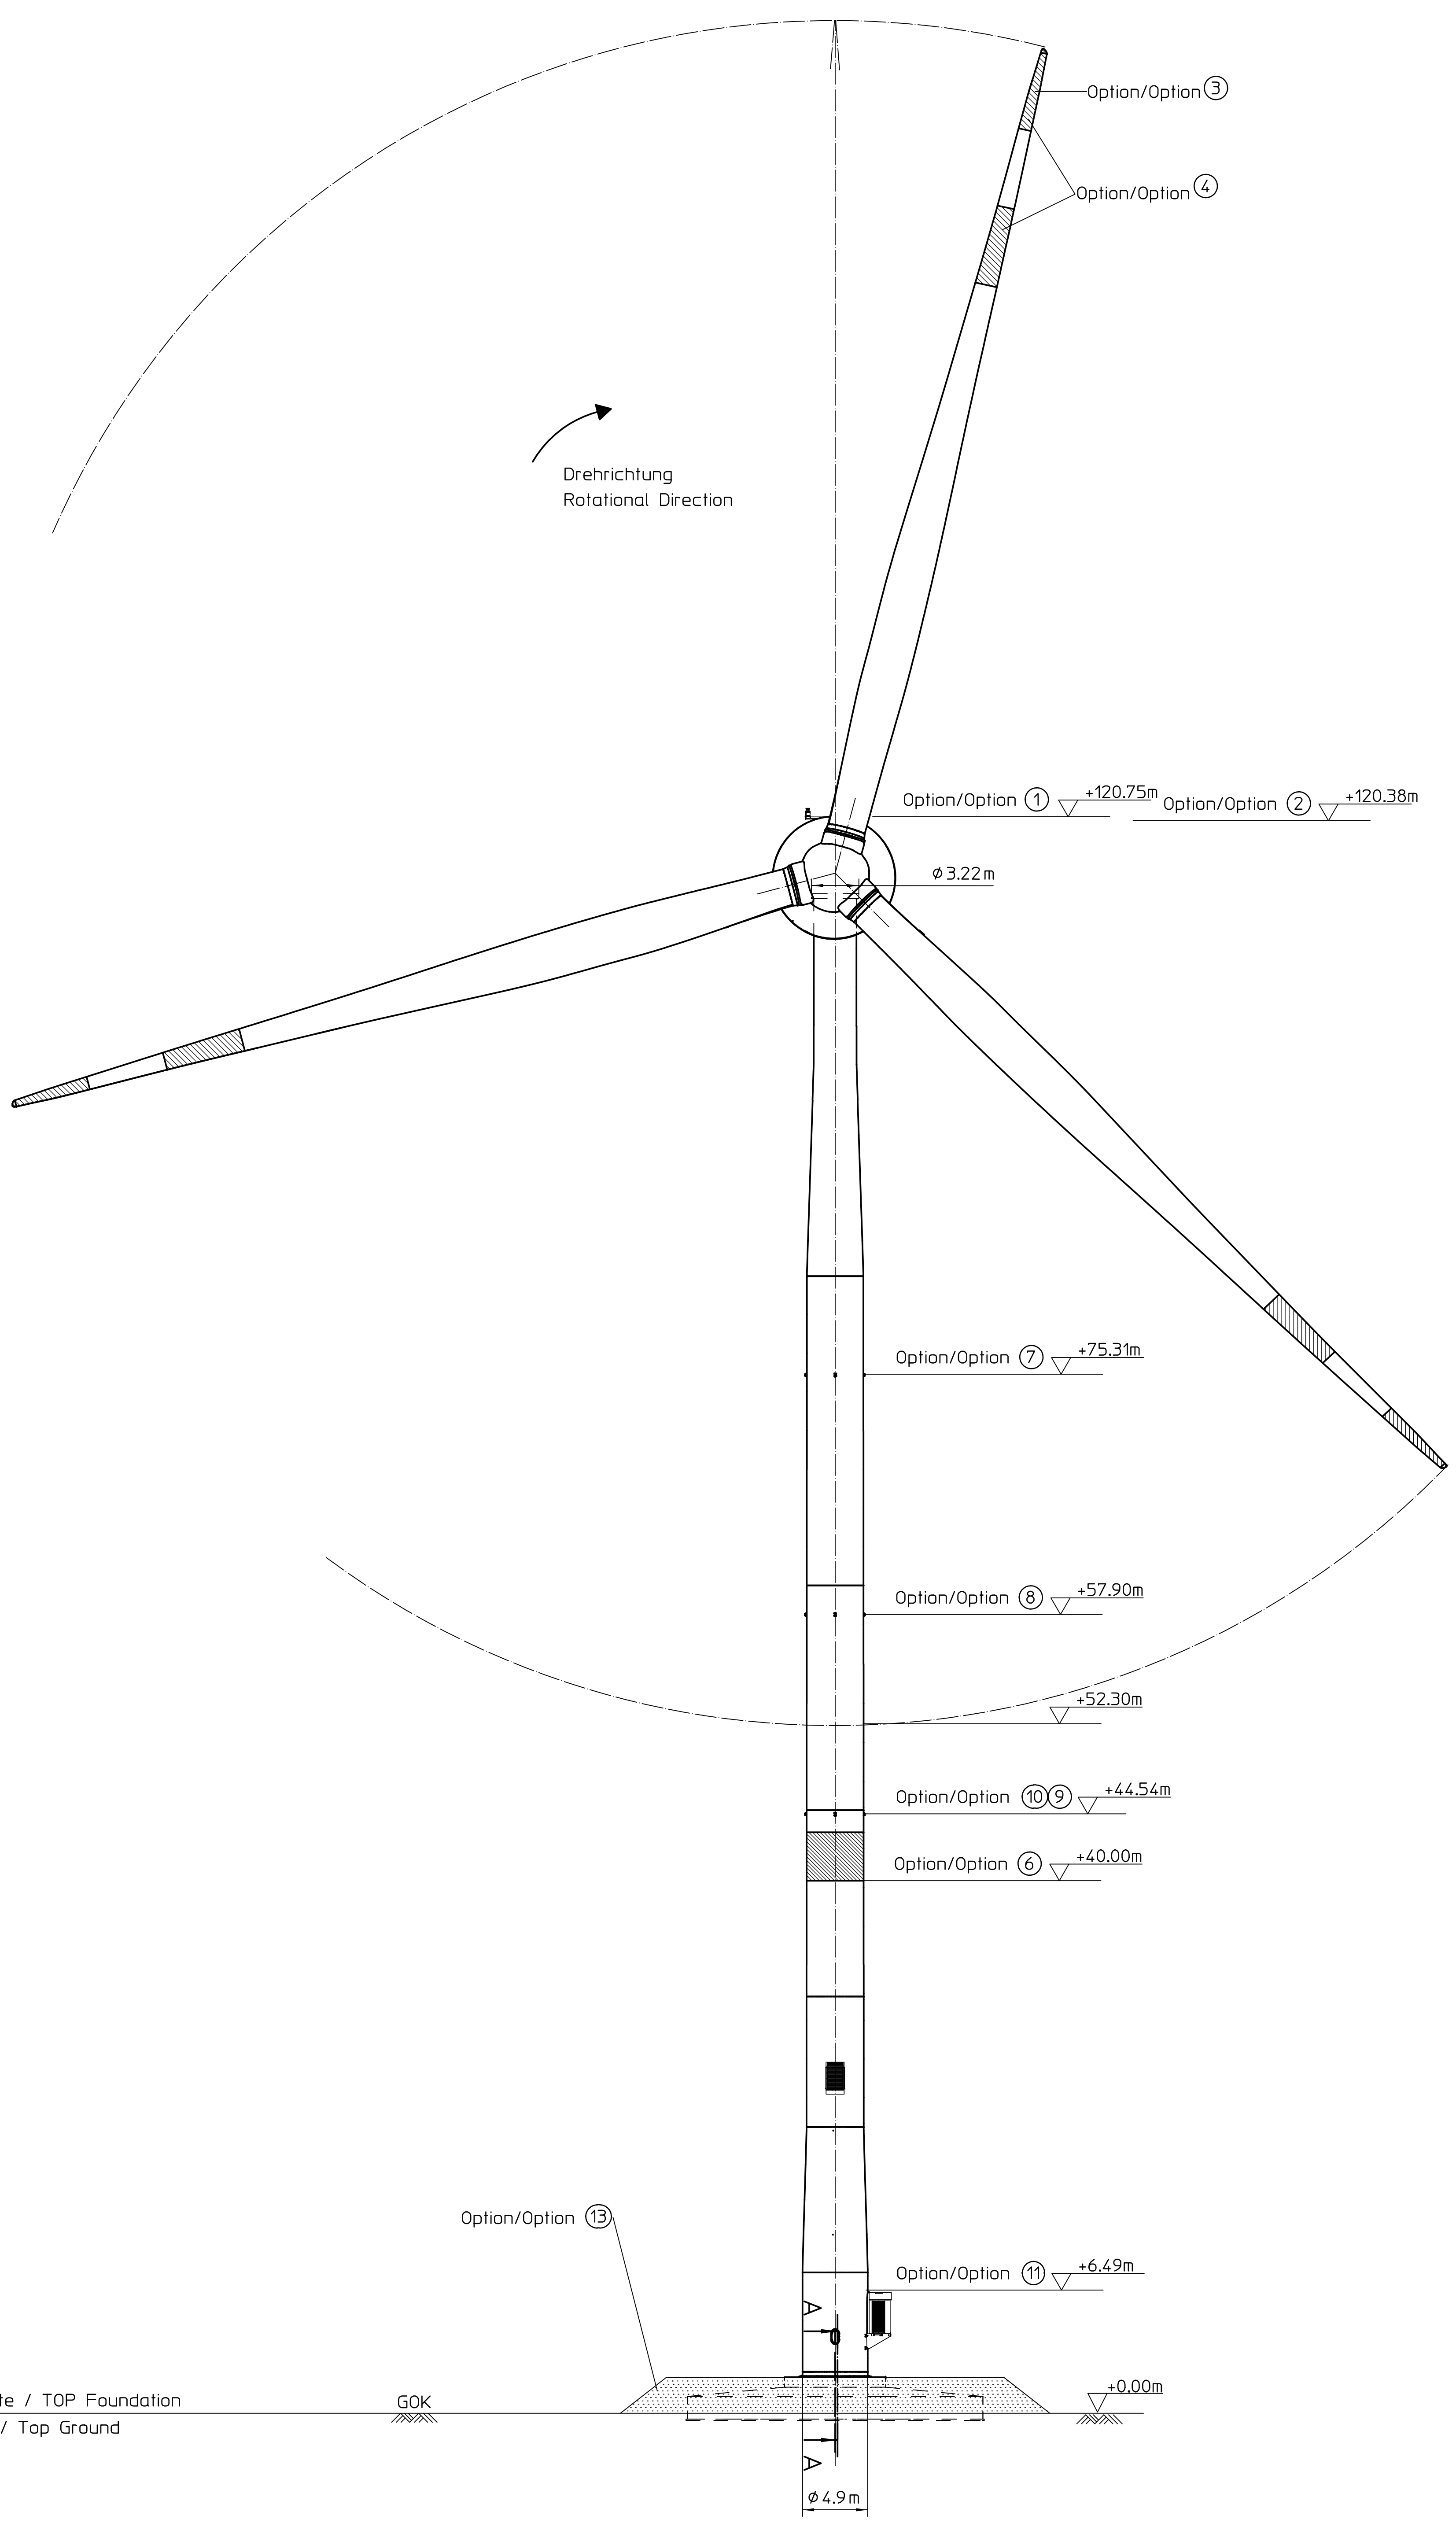 Option/Option 3
Option/Option 4
Drehrichtung
Rotational Direction
Option/Option 1 +120.75m
Option/Option 2 +120.38m
⌀3.22 m
Option/Option 7 +75.31m
Option/Option 8 +57.90m
+52.30m
Option/Option 10 9 +44.54m
Option/Option 6 +40.00m
Option/Option 13
Option/Option 11 +6.49m
A
te / TOP Foundation
GOK
+0.00m
/ Top Ground
A
⌀4.9 m